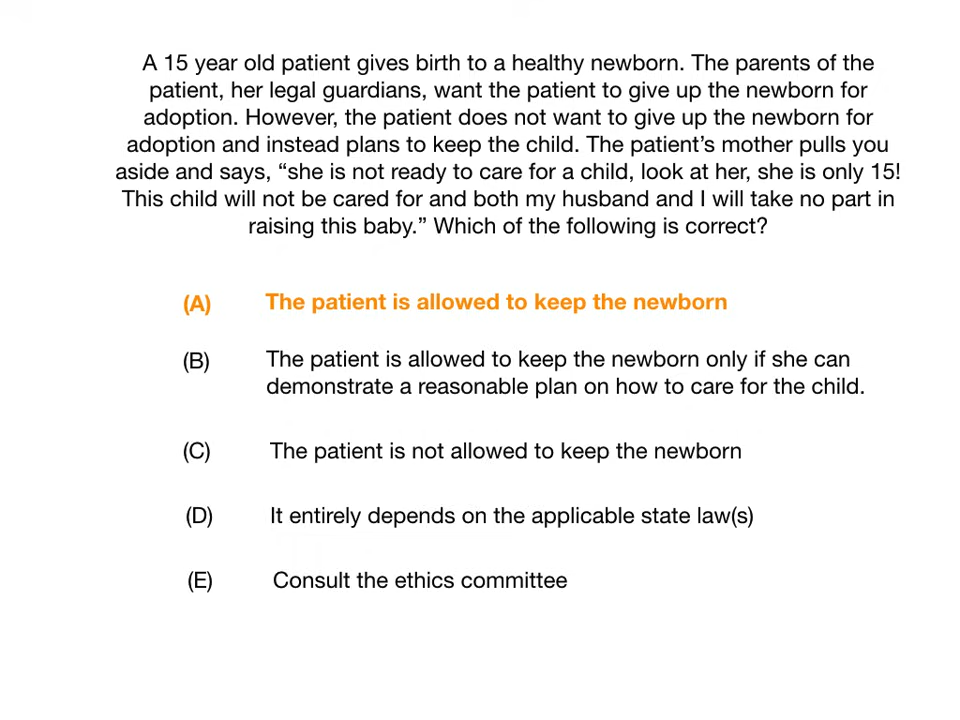 A 15 year old patient gives birth to a healthy newborn. The parents of the
patient, her legal guardians, want the patient to give up the newborn for
adoption. However, the patient does not want to give up the newborn for
adoption and instead plans to keep the child. The patient’s mother pulls you
aside and says, “she is not ready to care for a child, look at her, she is only 15!
This child will not be cared for and both my husband and I will take no part in
raising this baby.” Which of the following is correct?
(A) The patient is allowed to keep the newborn
(B) The patient is allowed to keep the newborn only if she can
demonstrate a reasonable plan on how to care for the child.
(C) The patient is not allowed to keep the newborn
(D) It entirely depends on the applicable state law(s)
(E) Consult the ethics committee